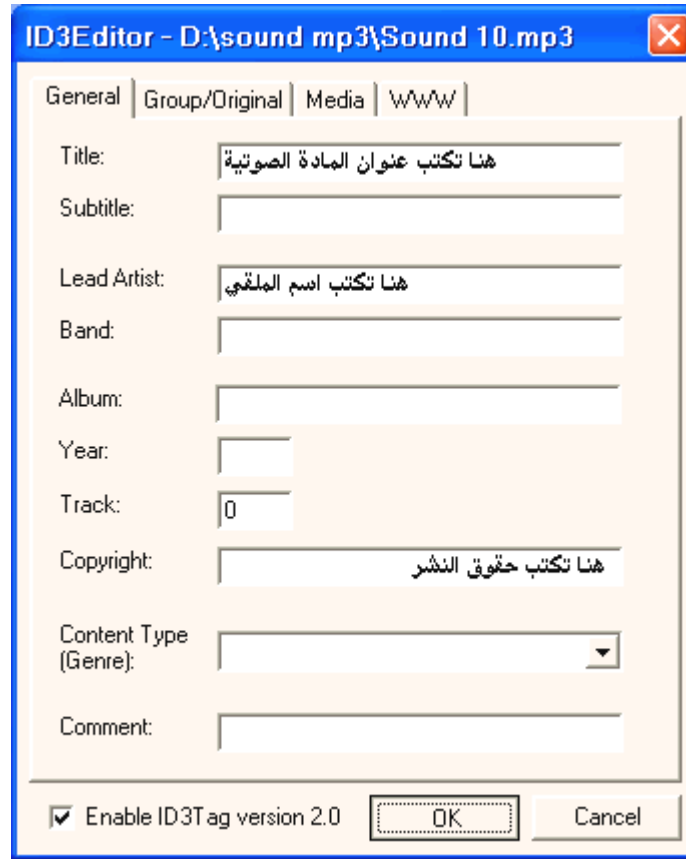 ID3Editor - D:\sound mp3\Sound 10.mp3
General Group/Original Media WWW
Title: هنا تكتب عنوان المادة الصوتية
Subtitle:
Lead Artist: هنا تكتب اسم الملقي
Band:
Album:
Year:
Track: 0
Copyright: هنا تكتب حقوق النشر
Content Type
(Genre):
Comment:
Enable ID3Tag version 2.0 OK Cancel